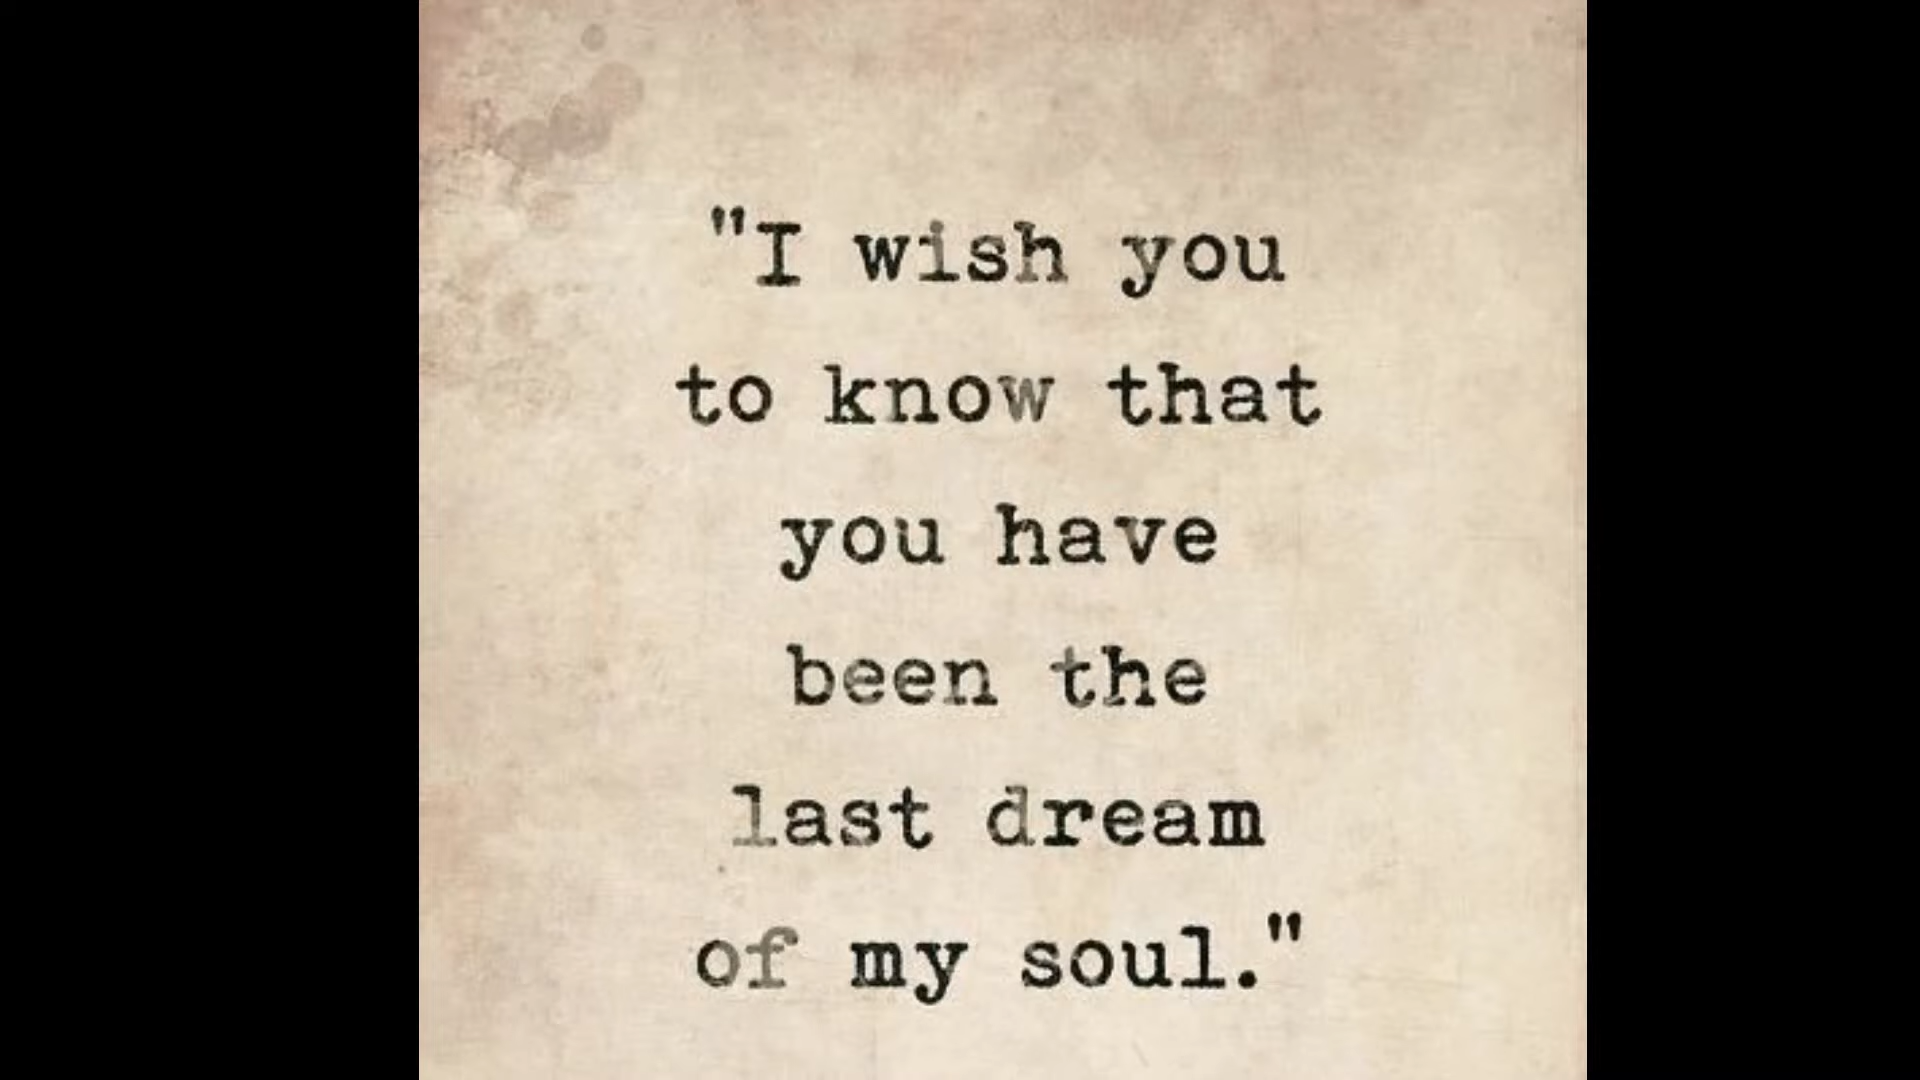 "I wish you
to know that
you have
been the
last dream
of my soul."